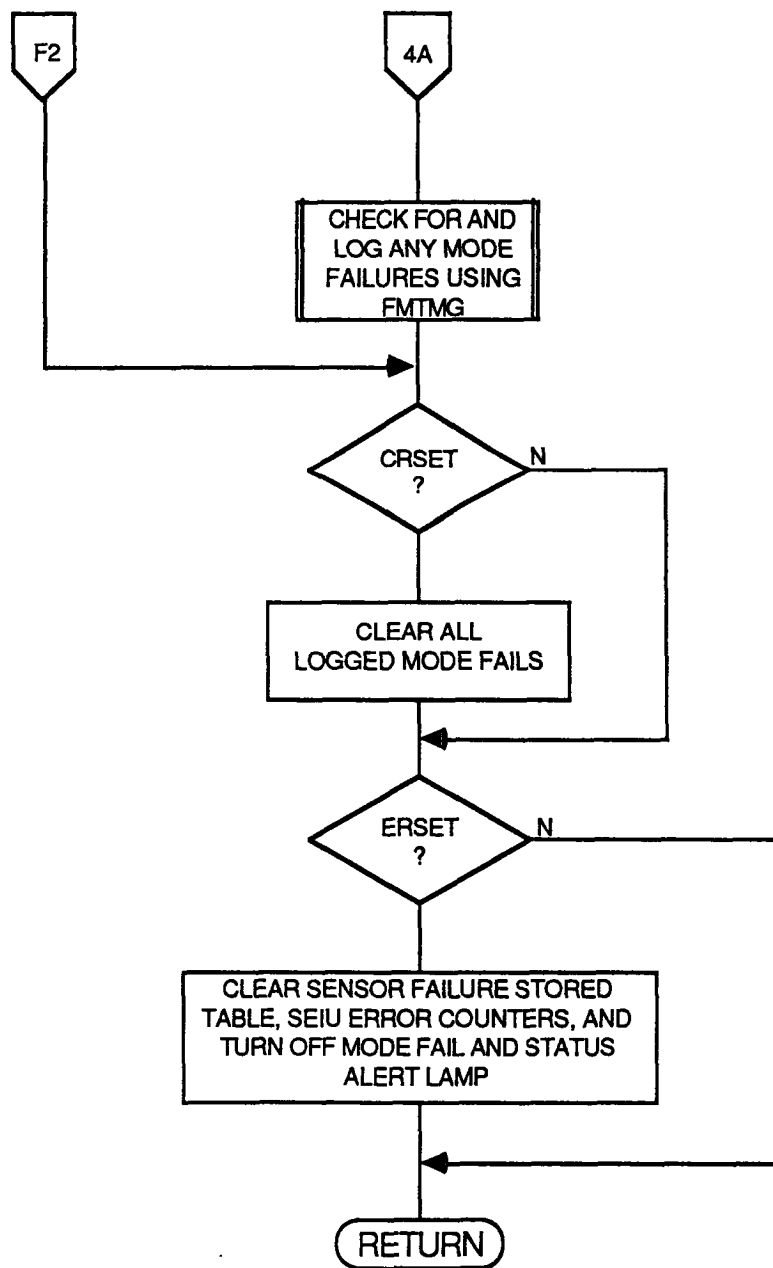 F2
4A
CHECK FOR AND
LOG ANY MODE
FAILURES USING
FMTMG
CRSET
?
N
CLEAR ALL
LOGGED MODE FAILS
ERSET
?
N
CLEAR SENSOR FAILURE STORED
TABLE, SEIU ERROR COUNTERS, AND
TURN OFF MODE FAIL AND STATUS
ALERT LAMP
RETURN